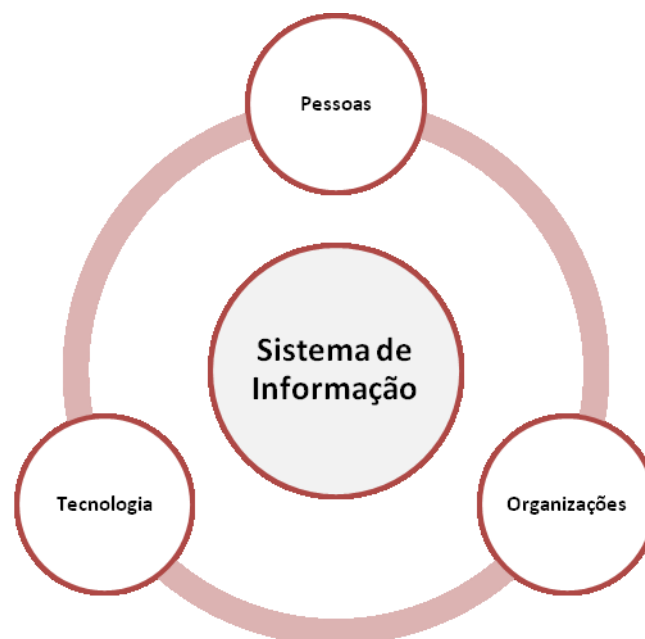 Pessoas
Sistema de
Informação
Tecnologia
Organizações